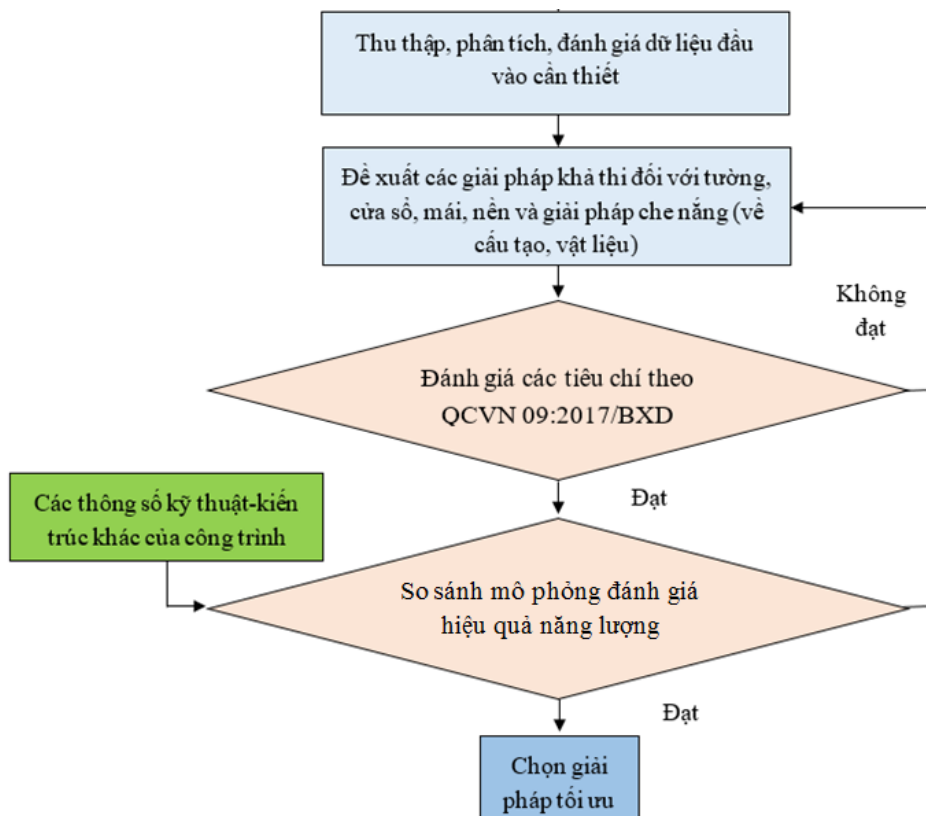 Thu thập, phân tích, đánh giá dữ liệu đầu
vào cần thiết
Đề xuất các giải pháp khả thi đối với tường,
cửa sổ, mái, nền và giải pháp che nắng (về
cấu tạo, vật liệu)
Không
đạt
Đánh giá các tiêu chí theo
QCVN 09:2017/BXD
Các thông số kỹ thuật-kiến
trúc khác của công trình
Đạt
So sánh mô phỏng đánh giá
hiệu quả năng lượng
Đạt
Chọn giải
pháp tối ưu